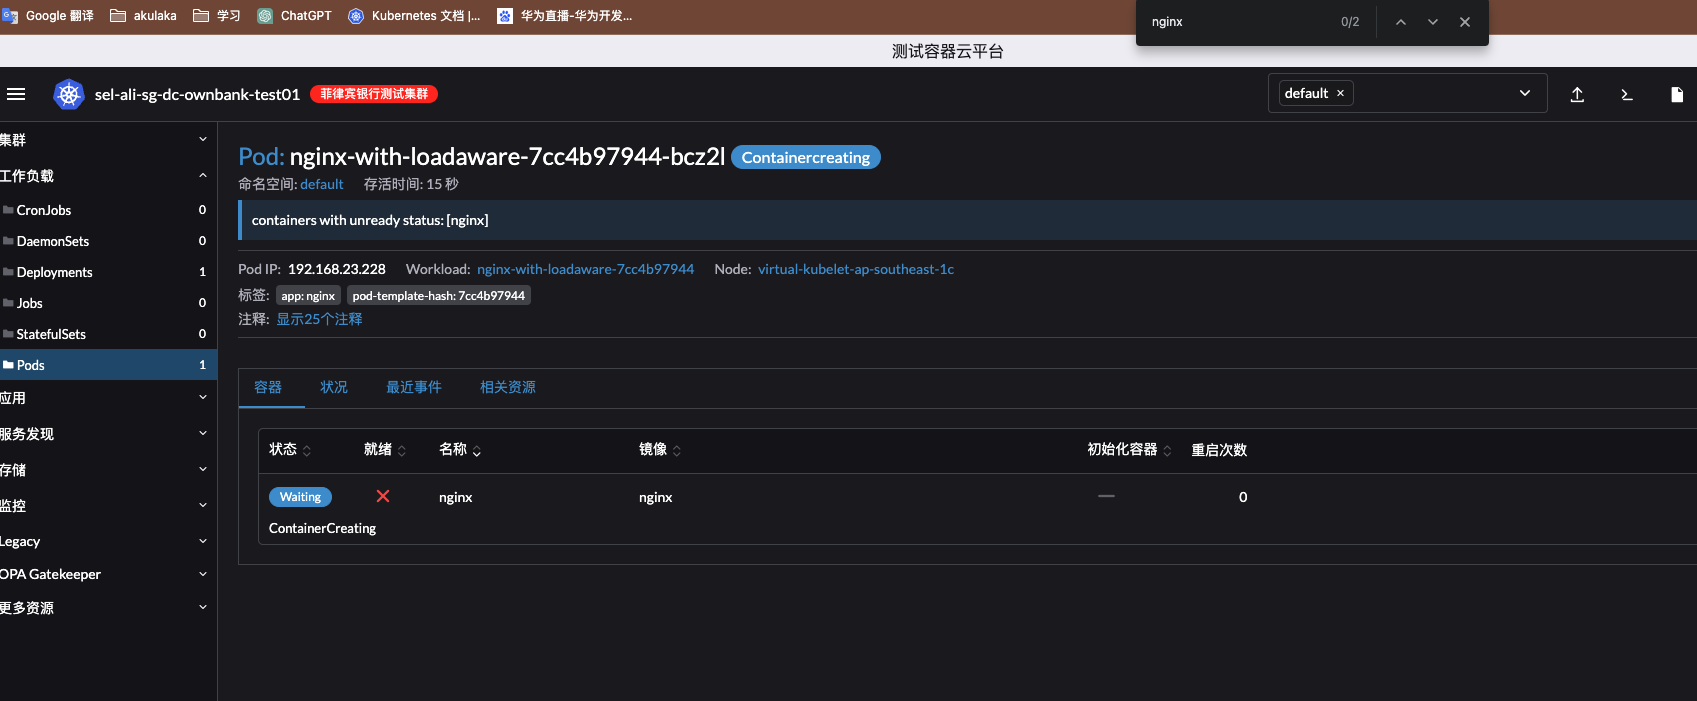 Google 翻译 akulaka 学习 ChatGPT Kubernetes 文档 |... 华为直播-华为开发... nginx 0/2
测试容器云平台
sel-ali-sg-dc-ownbank-test01 菲律宾银行测试集群 default ×
集群
工作负载
CronJobs 0
DaemonSets 0
Deployments 1
Jobs 0
StatefulSets 0
Pods 1
应用
服务发现
存储
监控
Legacy
OPA Gatekeeper
更多资源
Pod: nginx-with-loadaware-7cc4b97944-bcz2l Containercreating
命名空间: default 存活时间: 15 秒
containers with unready status: [nginx]
Pod IP: 192.168.23.228 Workload: nginx-with-loadaware-7cc4b97944 Node: virtual-kubelet-ap-southeast-1c
标签: app: nginx pod-template-hash: 7cc4b97944
注释: 显示25个注释
容器 状况 最近事件 相关资源
状态 就绪 名称 镜像 初始化容器 重启次数
Waiting nginx nginx — 0
ContainerCreating